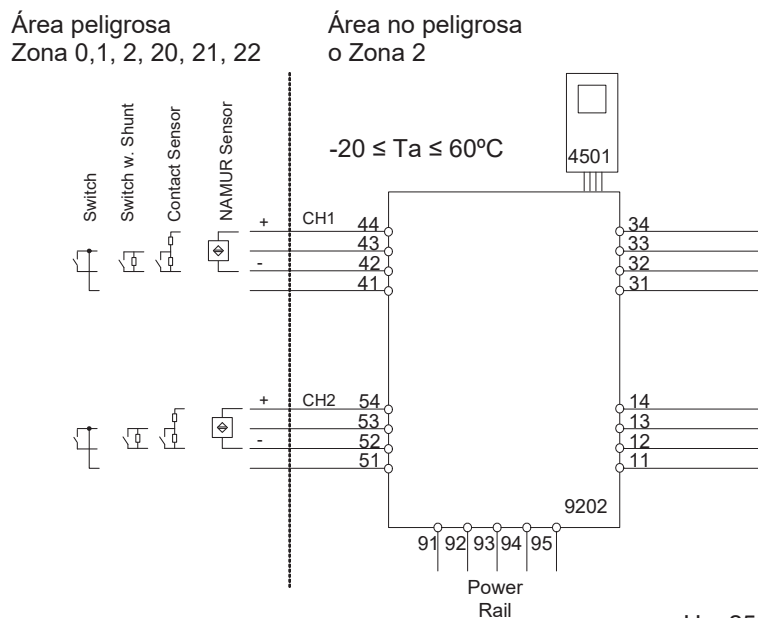 Área peligrosa
Zona 0,1, 2, 20, 21, 22
Área no peligrosa
o Zona 2
-20 ≤ Ta ≤ 60ºC
4501
Switch
Switch w. Shunt
Contact Sensor
NAMUR Sensor
+ CH1 44
43
- 42
41
34
33
32
31
+ CH2 54
53
- 52
51
14
13
12
11
9202
91 92 93 94 95
Power
Rail